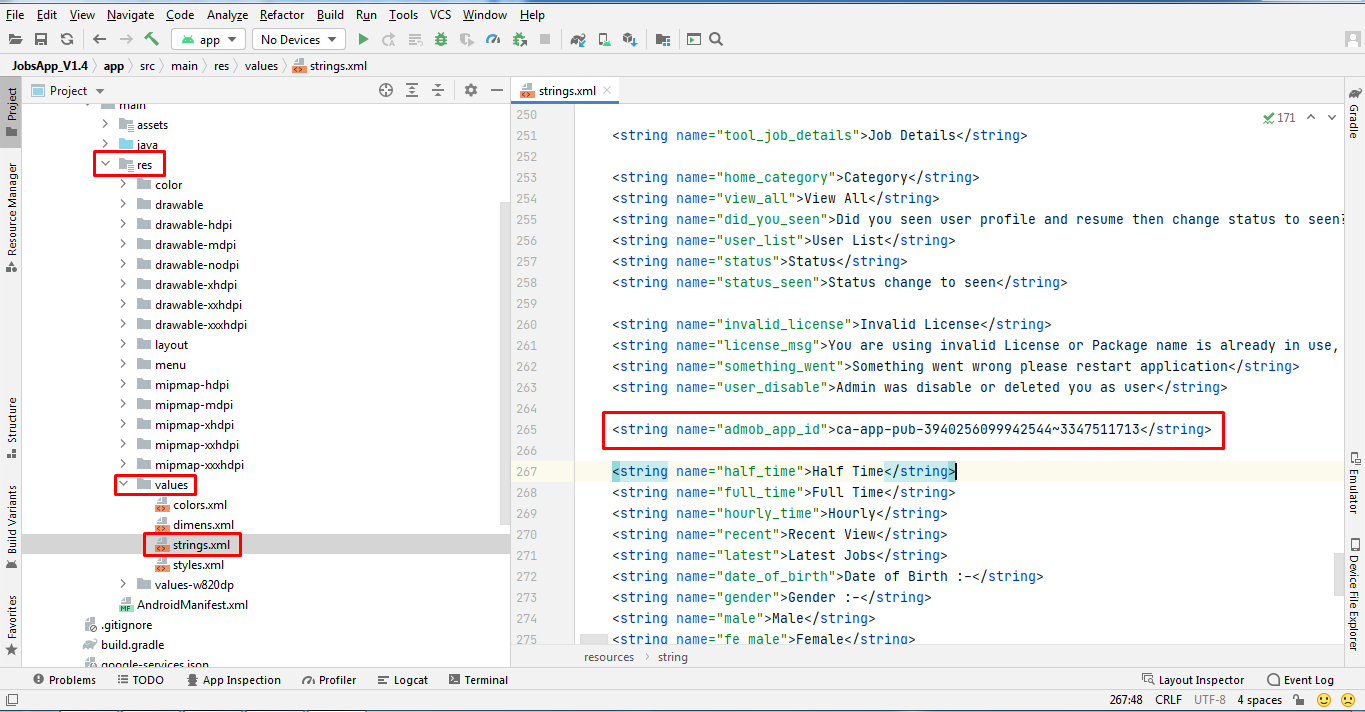 File Edit View Navigate Code Analyze Refactor Build Run Tools VCS Window Help
app No Devices
JobsApp_V1.4 app src main res values strings.xml
Project
strings.xml
main
assets
java
res
color
drawable
drawable-hdpi
drawable-mdpi
drawable-nodpi
drawable-xhdpi
drawable-xxhdpi
drawable-xxxhdpi
layout
menu
mipmap-hdpi
mipmap-mdpi
mipmap-xhdpi
mipmap-xxhdpi
mipmap-xxxhdpi
values
colors.xml
dimens.xml
strings.xml
styles.xml
values-w820dp
MF AndroidManifest.xml
.gitignore
build.gradle
google-services.json
171
250
251 <string name="tool_job_details">Job Details</string>
252
253 <string name="home_category">Category</string>
254 <string name="view_all">View All</string>
255 <string name="did_you_seen">Did you seen user profile and resume then change status to seen?
256 <string name="user_list">User List</string>
257 <string name="status">Status</string>
258 <string name="status_seen">Status change to seen</string>
259
260 <string name="invalid_license">Invalid License</string>
261 <string name="license_msg">You are using invalid License or Package name is already in use,
262 <string name="something_went">Something went wrong please restart application</string>
263 <string name="user_disable">Admin was disable or deleted you as user</string>
264
265 <string name="admob_app_id">ca-app-pub-3940256099942544~3347511713</string>
266
267 <string name="half_time">Half Time</string>
268 <string name="full_time">Full Time</string>
269 <string name="hourly_time">Hourly</string>
270 <string name="recent">Recent View</string>
271 <string name="latest">Latest Jobs</string>
272 <string name="date_of_birth">Date of Birth :-</string>
273 <string name="gender">Gender :-</string>
274 <string name="male">Male</string>
275 <string name="fe_male">Female</string>
resources string
Project
Resource Manager
Structure
Build Variants
Favorites
Gradle
Emulator
Device File Explorer
Problems TODO App Inspection Profiler Logcat Terminal Layout Inspector Event Log
267:48 CRLF UTF-8 4 spaces